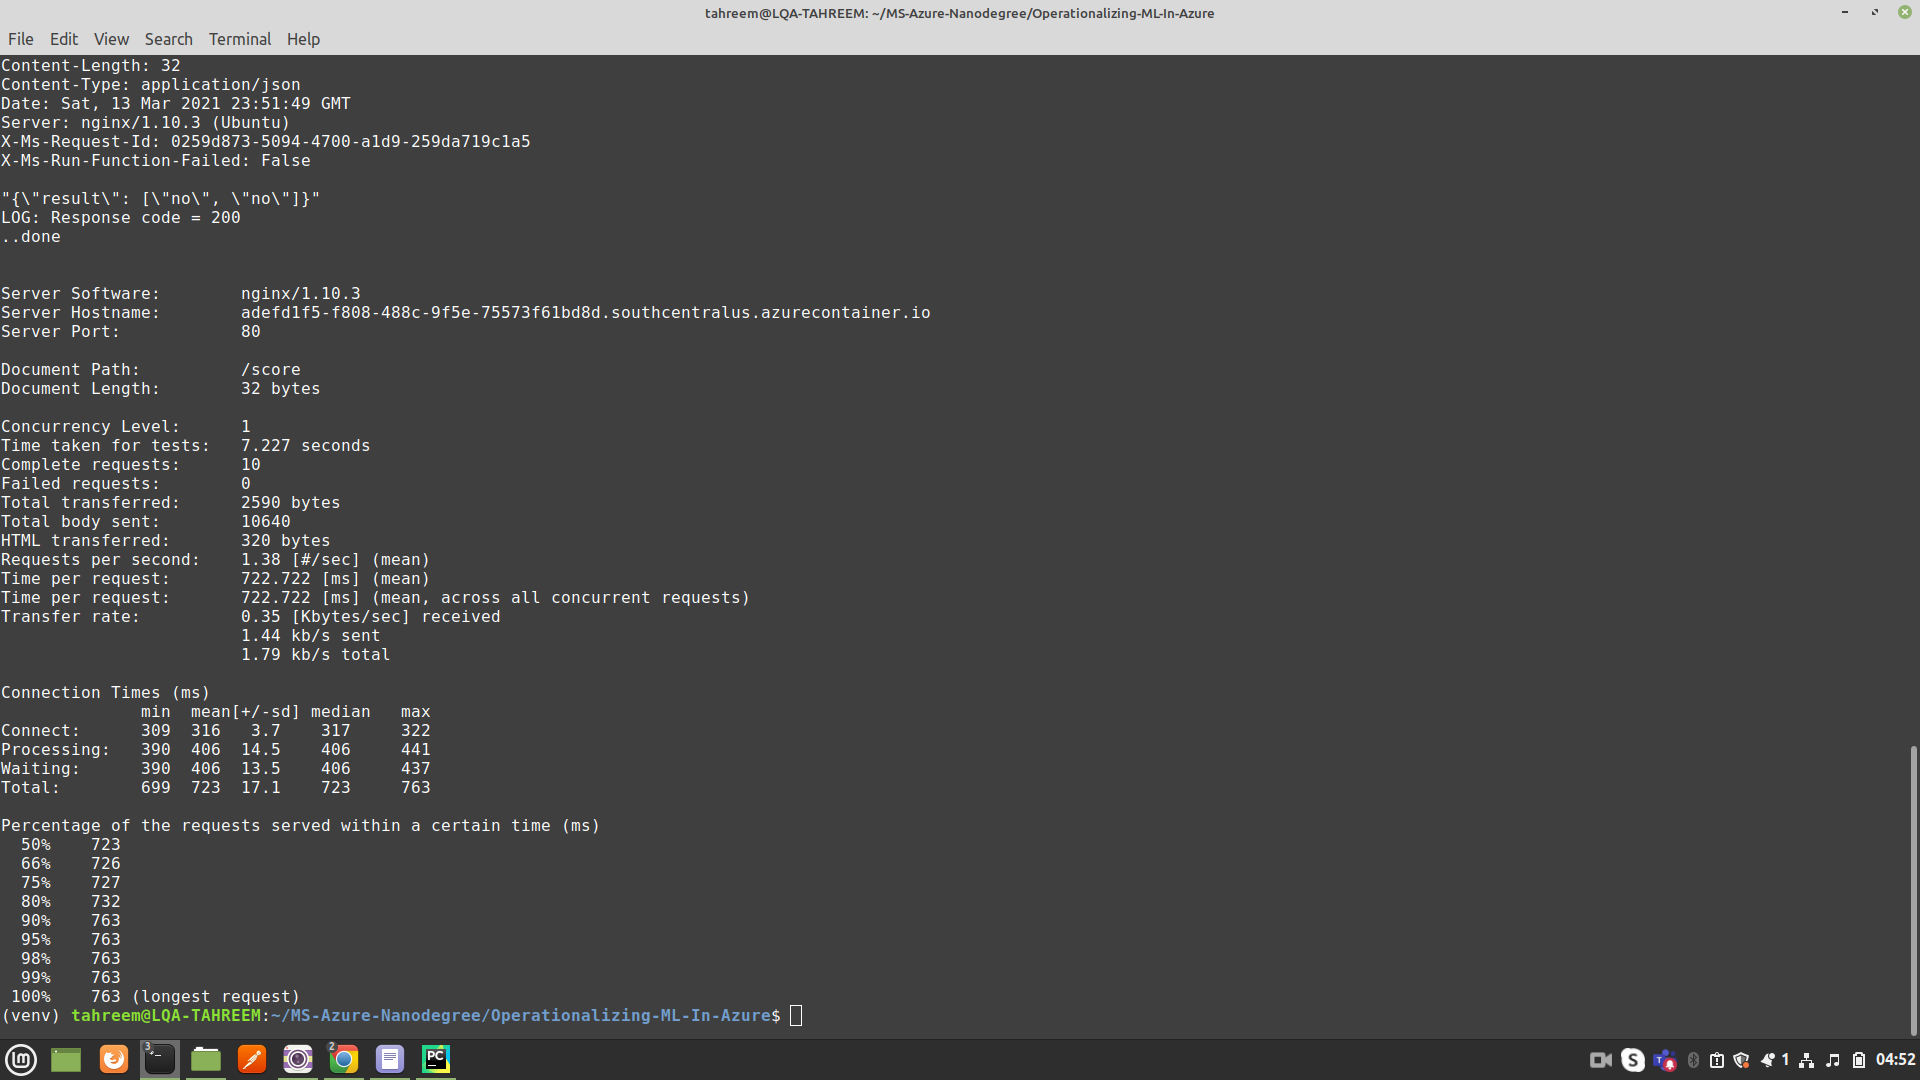 tahreem@LQA-TAHREEM: ~/MS-Azure-Nanodegree/Operationalizing-ML-In-Azure
File Edit View Search Terminal Help
Content-Length: 32
Content-Type: application/json
Date: Sat, 13 Mar 2021 23:51:49 GMT
Server: nginx/1.10.3 (Ubuntu)
X-Ms-Request-Id: 0259d873-5094-4700-a1d9-259da719c1a5
X-Ms-Run-Function-Failed: False
"{\"result\": [\"no\", \"no\"]}"
LOG: Response code = 200
..done
Server Software:        nginx/1.10.3
Server Hostname:        adefd1f5-f808-488c-9f5e-75573f61bd8d.southcentralus.azurecontainer.io
Server Port:            80
Document Path:          /score
Document Length:        32 bytes
Concurrency Level:      1
Time taken for tests:   7.227 seconds
Complete requests:      10
Failed requests:        0
Total transferred:      2590 bytes
Total body sent:        10640
HTML transferred:       320 bytes
Requests per second:    1.38 [#/sec] (mean)
Time per request:       722.722 [ms] (mean)
Time per request:       722.722 [ms] (mean, across all concurrent requests)
Transfer rate:          0.35 [Kbytes/sec] received
                        1.44 kb/s sent
                        1.79 kb/s total
Connection Times (ms)
              min  mean[+/-sd] median   max
Connect:      309  316   3.7    317     322
Processing:   390  406  14.5    406     441
Waiting:      390  406  13.5    406     437
Total:        699  723  17.1    723     763
Percentage of the requests served within a certain time (ms)
  50%    723
  66%    726
  75%    727
  80%    732
  90%    763
  95%    763
  98%    763
  99%    763
 100%    763 (longest request)
(venv) tahreem@LQA-TAHREEM:~/MS-Azure-Nanodegree/Operationalizing-ML-In-Azure$
3 2 PC S 1 04:52